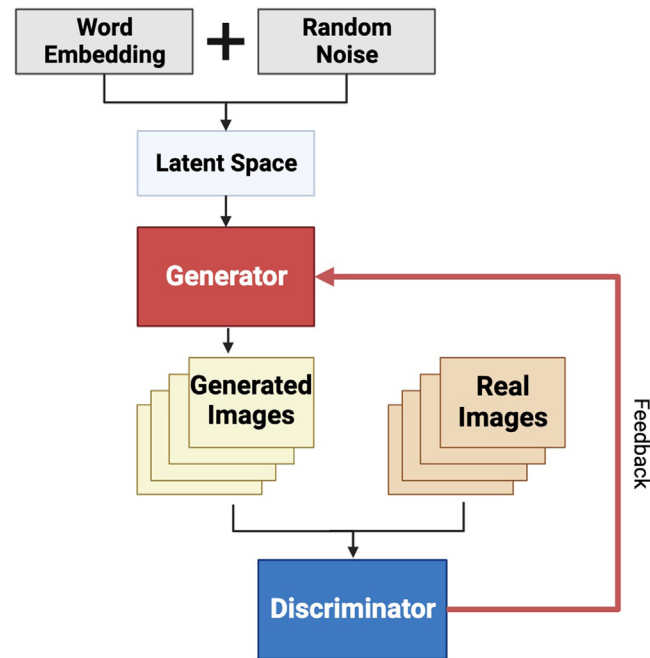 Word
Embedding
+
Random
Noise
Latent Space
Generator
Generated
Images
Real
Images
Feedback
Discriminator